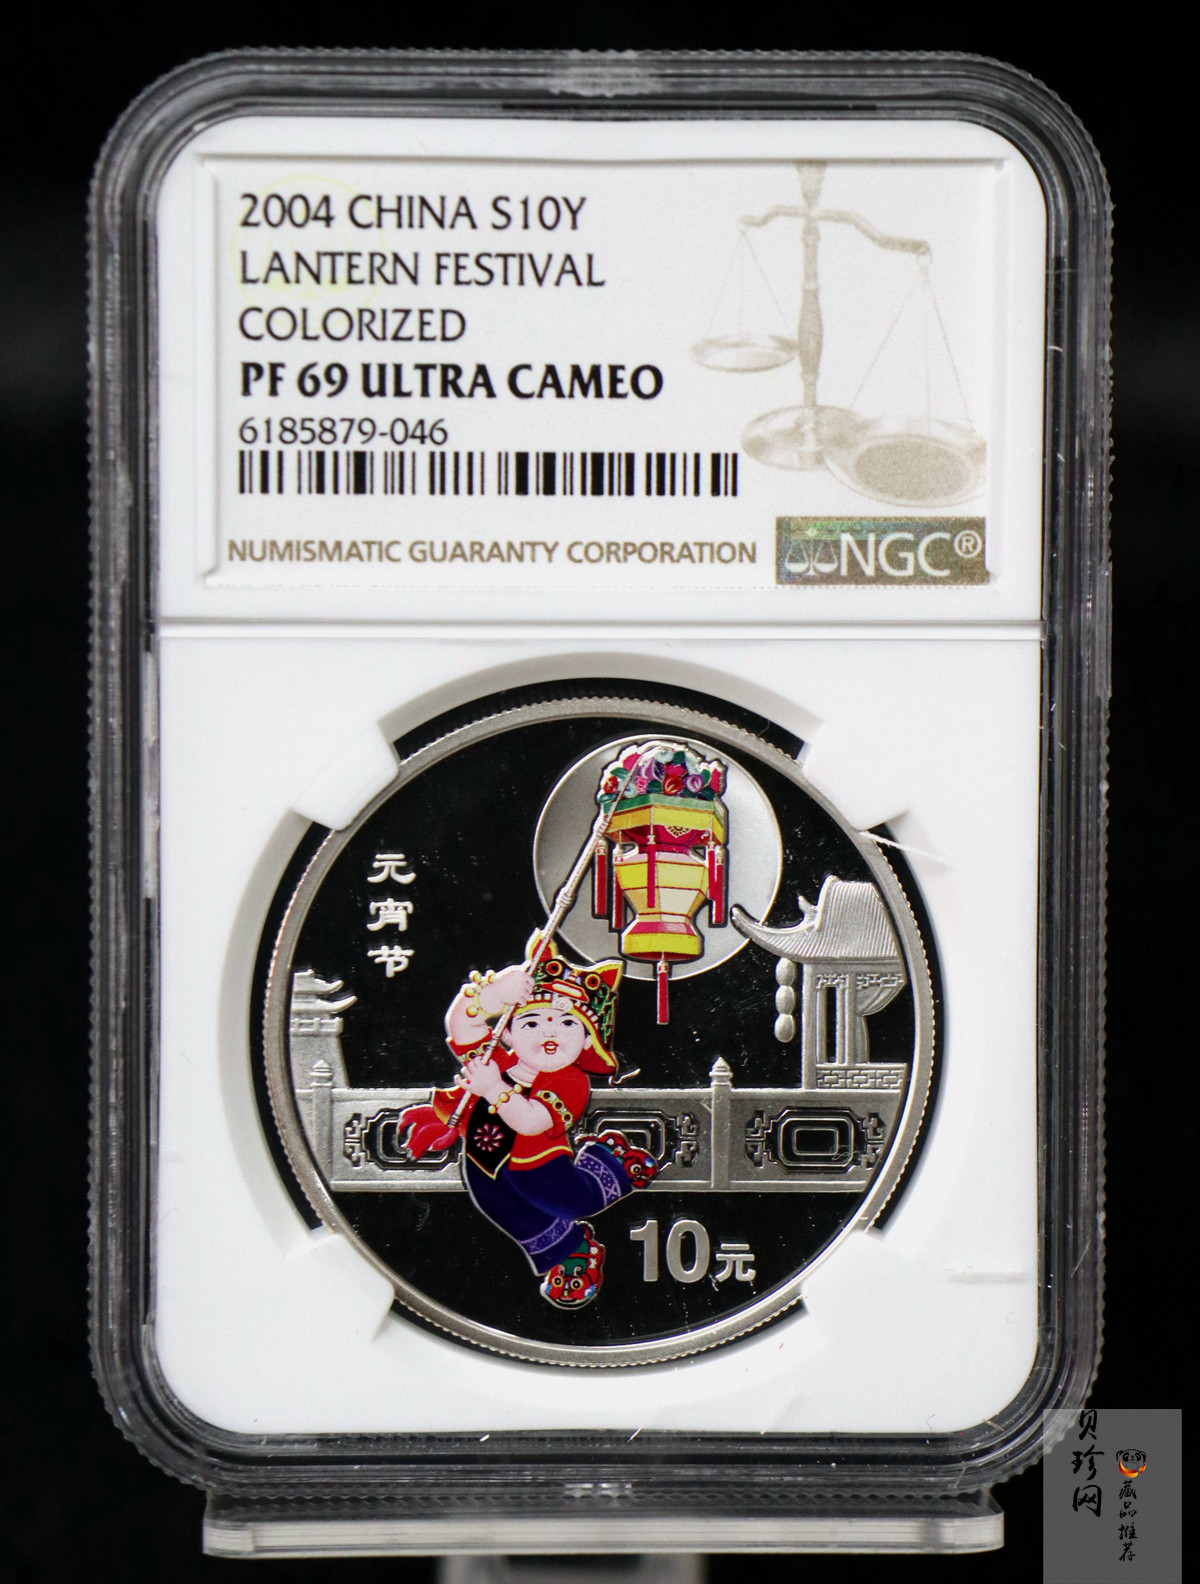 2004 CHINA S10Y
LANTERN FESTIVAL
COLORIZED
PF 69 ULTRA CAMEO
6185879-046
NUMISMATIC GUARANTY CORPORATION
NGC®
元宵节
10元
贝珍网
藏品推荐